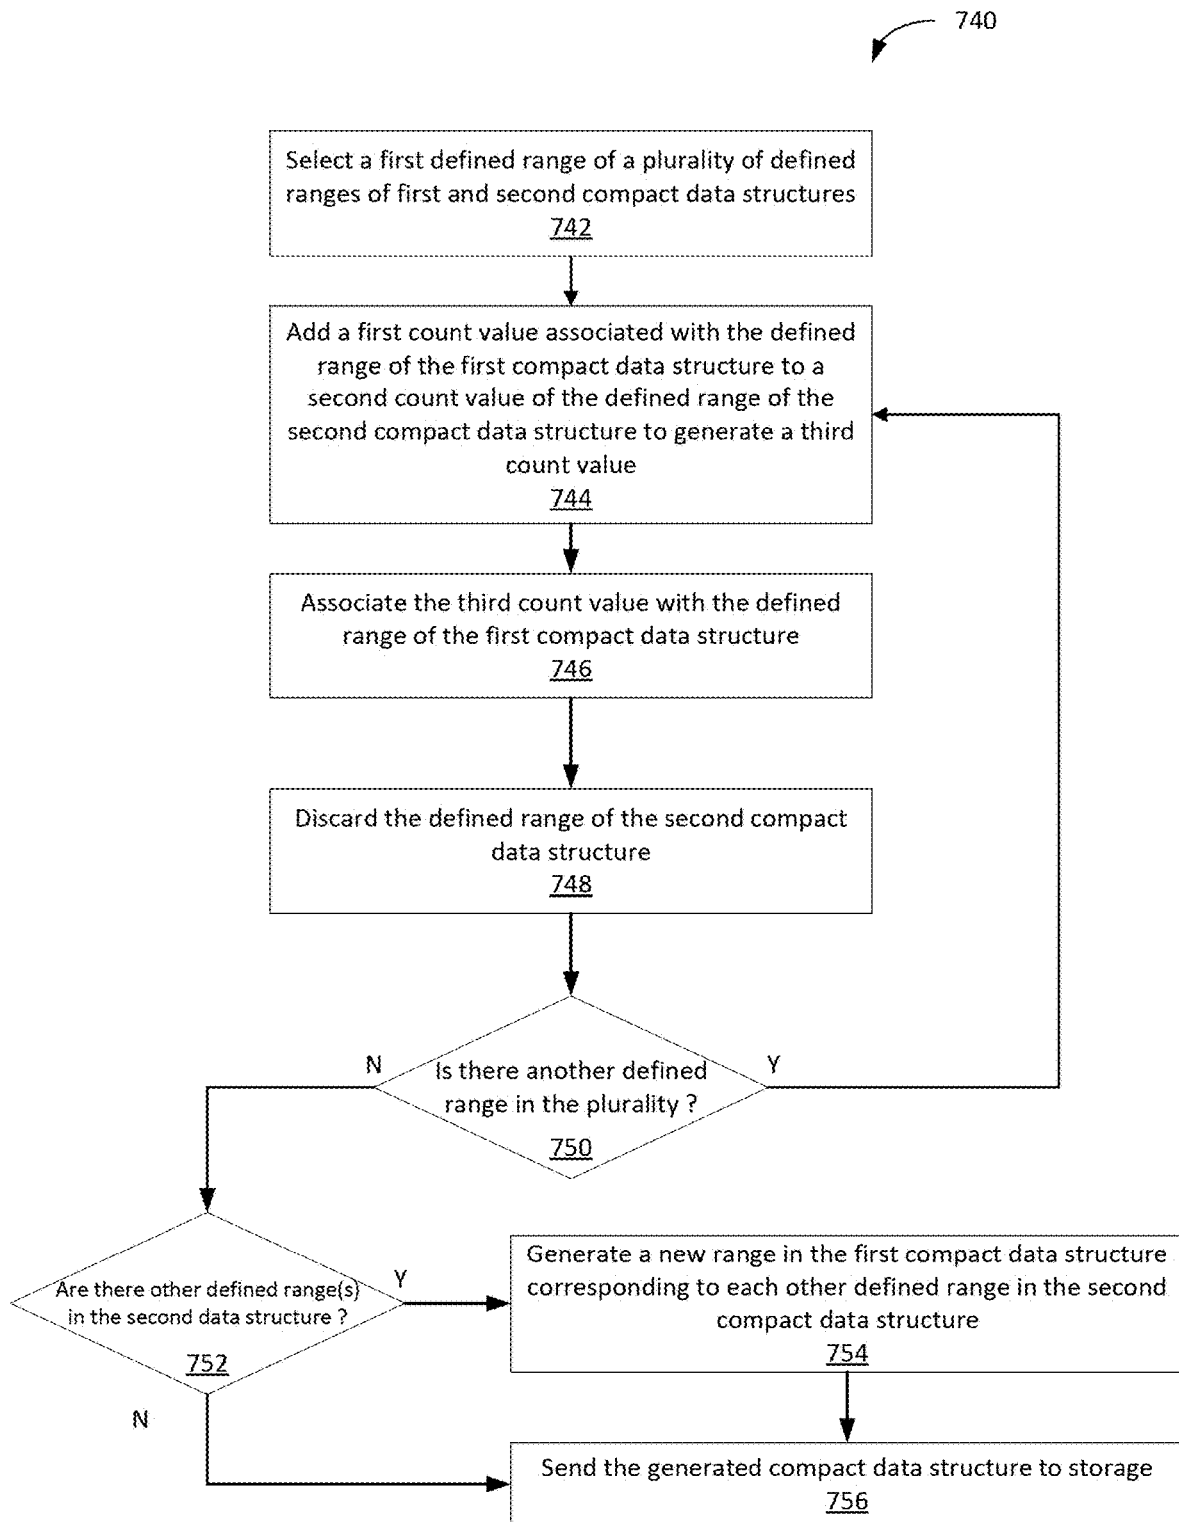 740
Select a first defined range of a plurality of defined
ranges of first and second compact data structures
742
Add a first count value associated with the defined
range of the first compact data structure to a
second count value of the defined range of the
second compact data structure to generate a third
count value
744
Associate the third count value with the defined
range of the first compact data structure
746
Discard the defined range of the second compact
data structure
748
N
Y
Is there another defined
range in the plurality ?
750
Are there other defined range(s)
in the second data structure ?
752
Y
N
Generate a new range in the first compact data structure
corresponding to each other defined range in the second
compact data structure
754
Send the generated compact data structure to storage
756